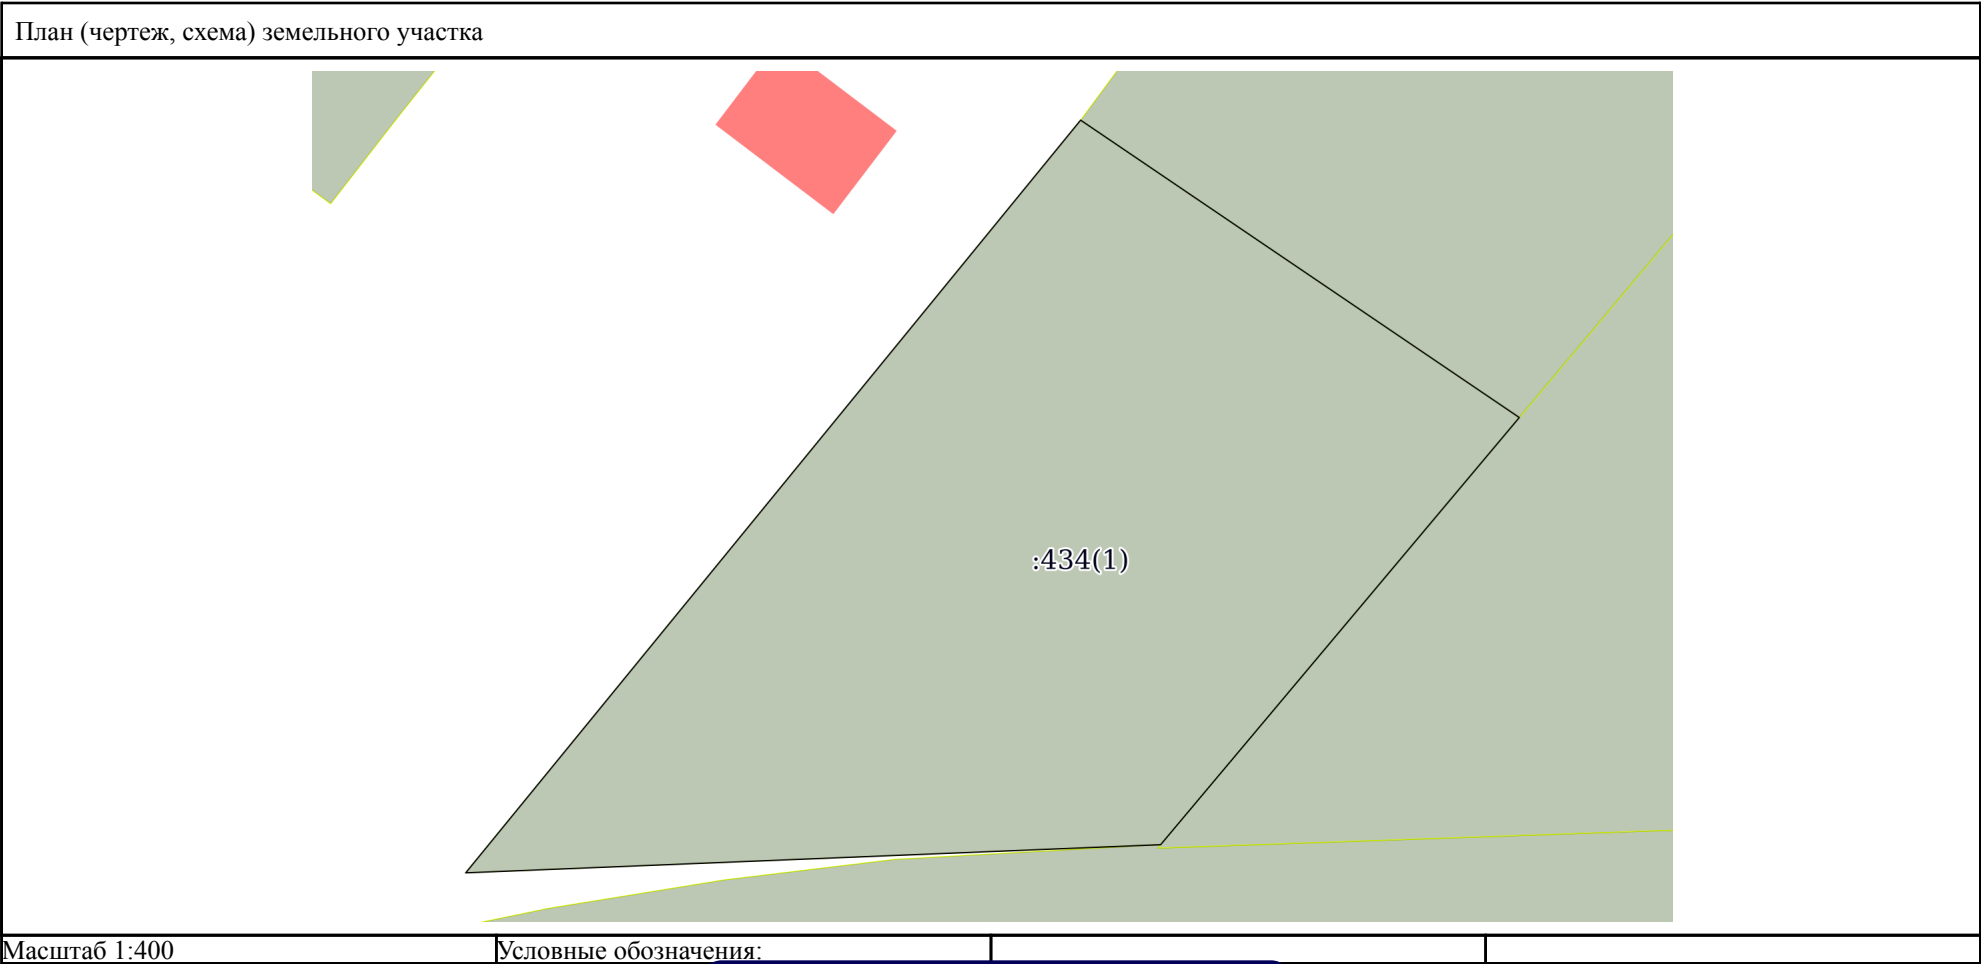 План (чертеж, схема) земельного участка
:434(1)
Масштаб 1:400
Условные обозначения: